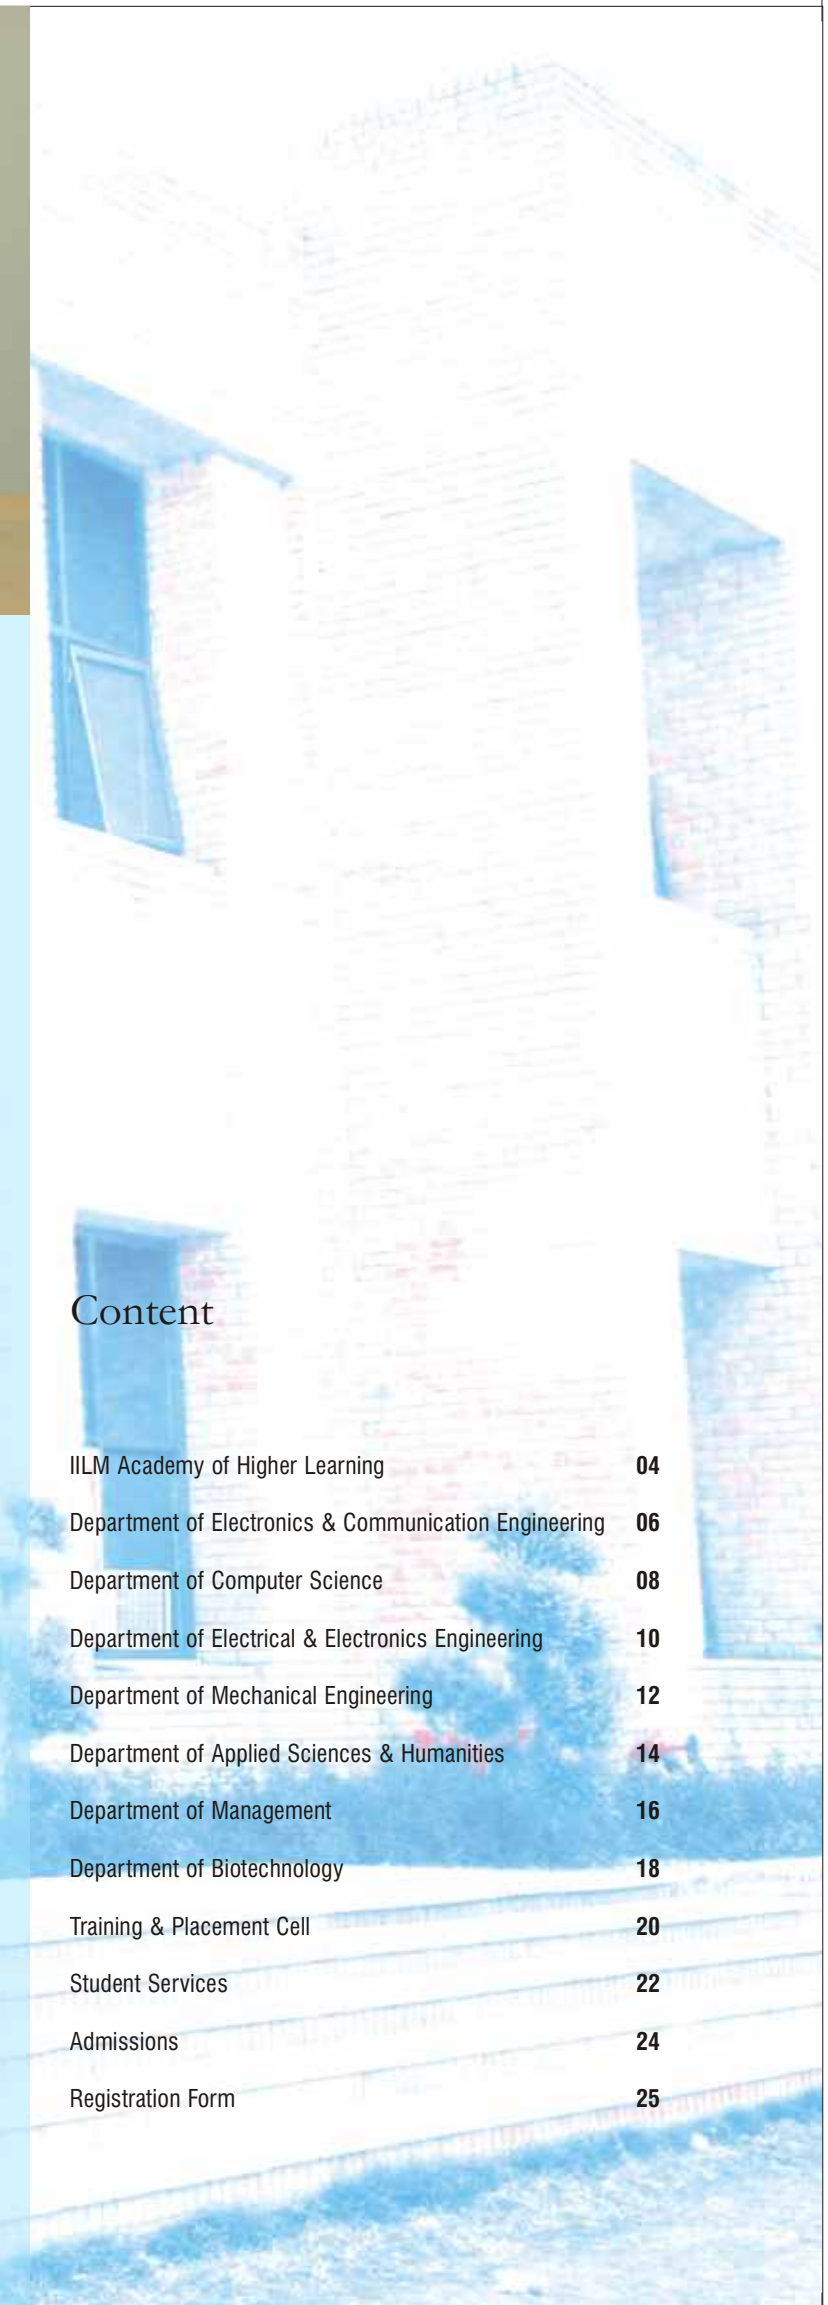 Content
IILM Academy of Higher Learning 04
Department of Electronics & Communication Engineering 06
Department of Computer Science 08
Department of Electrical & Electronics Engineering 10
Department of Mechanical Engineering 12
Department of Applied Sciences & Humanities 14
Department of Management 16
Department of Biotechnology 18
Training & Placement Cell 20
Student Services 22
Admissions 24
Registration Form 25